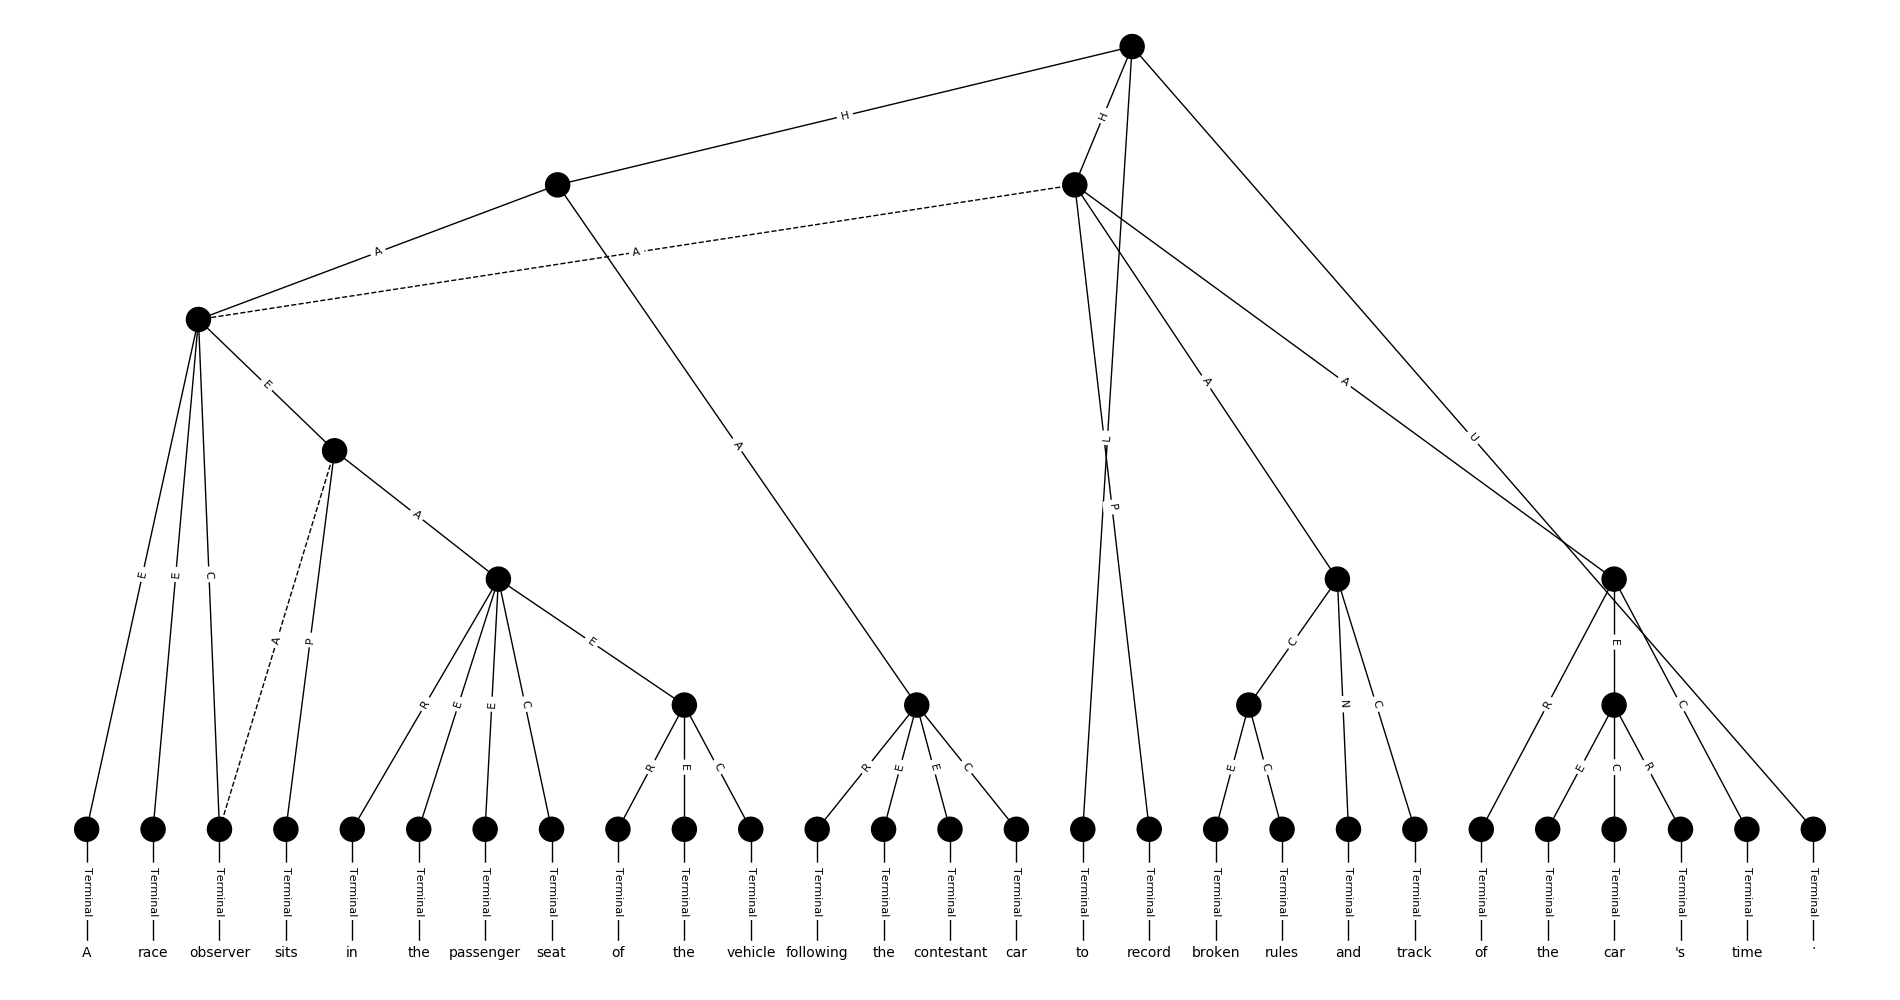 H
H
A
A
E
A
A
L
A
U
A
P
E
E
C
A
P
E
R
E
E
C
C
N
C
E
R
C
R
E
C
R
E
E
C
E
C
E
C
R
Terminal Terminal Terminal Terminal Terminal Terminal Terminal Terminal Terminal Terminal Terminal Terminal Terminal Terminal Terminal Terminal Terminal Terminal Terminal Terminal Terminal Terminal Terminal Terminal Terminal Terminal Terminal
A race observer sits in the passenger seat of the vehicle following the contestant car to record broken rules and track of the car 's time .